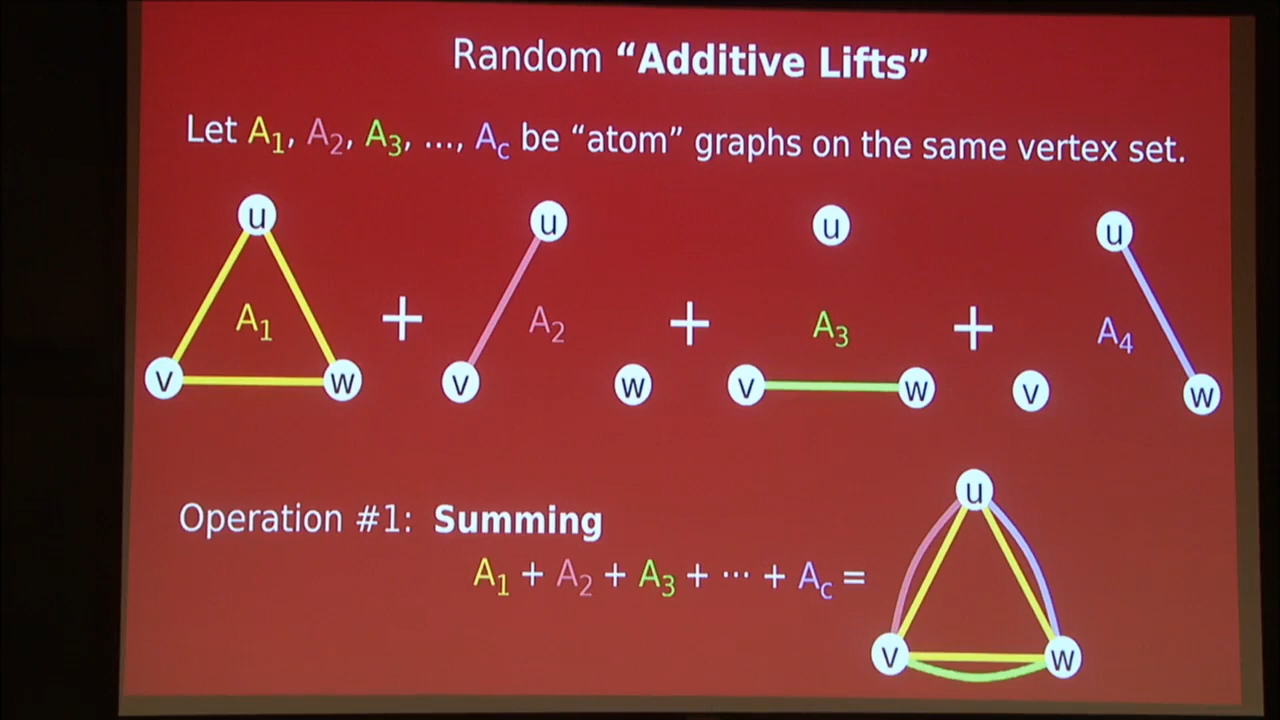 Random “Additive Lifts”
Let A₁, A₂, A₃, ..., A_c be “atom” graphs on the same vertex set.
u u u u
A₁ + A₂ + A₃ + A₄
v w v w v w v w
Operation #1: Summing
A₁ + A₂ + A₃ + ··· + A_c =
u
v w